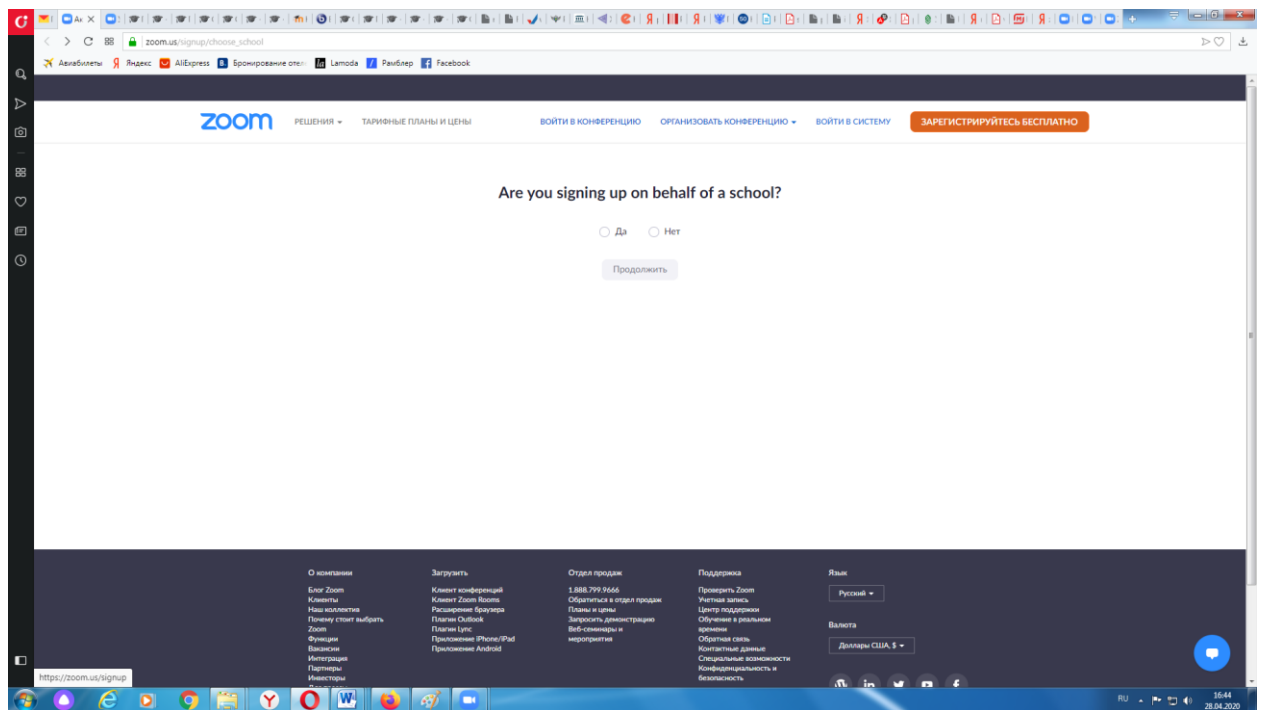 zoom.us/signup/choose_school
Авиабилеты Яндекс AliExpress Бронирование отел Lamoda Рамблер Facebook
zoom РЕШЕНИЯ ТАРИФНЫЕ ПЛАНЫ И ЦЕНЫ ВОЙТИ В КОНФЕРЕНЦИЮ ОРГАНИЗОВАТЬ КОНФЕРЕНЦИЮ ВОЙТИ В СИСТЕМУ ЗАРЕГИСТРИРУЙТЕСЬ БЕСПЛАТНО
Are you signing up on behalf of a school?
Да Нет
Продолжить
О компании
Блог Zoom
Клиенты
Наш коллектив
Почему стоит выбрать
Zoom
Функции
Вакансии
Интеграция
Партнеры
Инвесторы
Загрузить
Клиент конференций
Клиент Zoom Rooms
Расширение браузера
Плагин Outlook
Плагин Lync
Приложение iPhone/iPad
Приложение Android
Отдел продаж
1.888.799.9666
Обратиться в отдел продаж
Планы и цены
Запросить демонстрацию
Веб-семинары и
мероприятия
Поддержка
Проверить Zoom
Учетная запись
Центр поддержки
Обучение в реальном
времени
Обратная связь
Контактные данные
Специальные возможности
Конфиденциальность и
безопасность
Язык
Русский
Валюта
Доллары США, $
https://zoom.us/signup
RU
16:44
28.04.2020